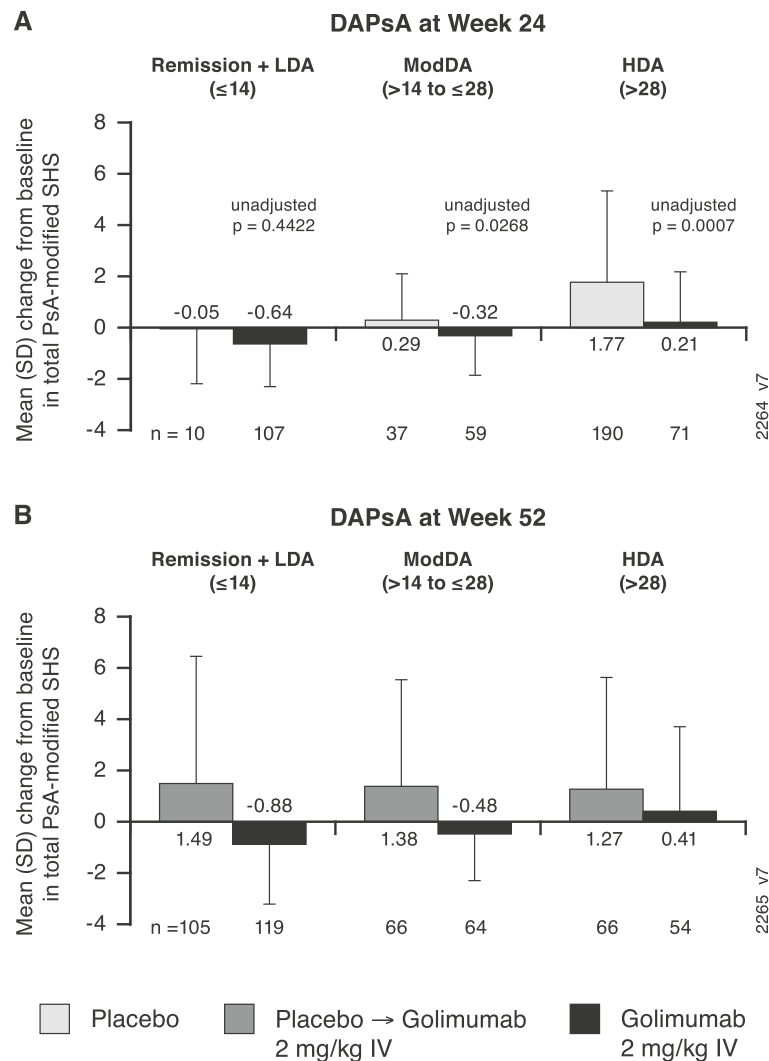 A
DAPsA at Week 24
Remission + LDA
(≤14)
ModDA
(>14 to ≤28)
HDA
(>28)
Mean (SD) change from baseline
in total PsA-modified SHS
8
6
4
2
0
-2
-4
unadjusted
p = 0.4422
unadjusted
p = 0.0268
unadjusted
p = 0.0007
-0.05 -0.64 -0.32
0.29 1.77 0.21
n = 10 107 37 59 190 71
2264_v7
B
DAPsA at Week 52
Remission + LDA
(≤14)
ModDA
(>14 to ≤28)
HDA
(>28)
Mean (SD) change from baseline
in total PsA-modified SHS
8
6
4
2
0
-2
-4
-0.88 -0.48
1.49 1.38 1.27 0.41
n =105 119 66 64 66 54
2265_v7
Placebo
Placebo → Golimumab
2 mg/kg IV
Golimumab
2 mg/kg IV